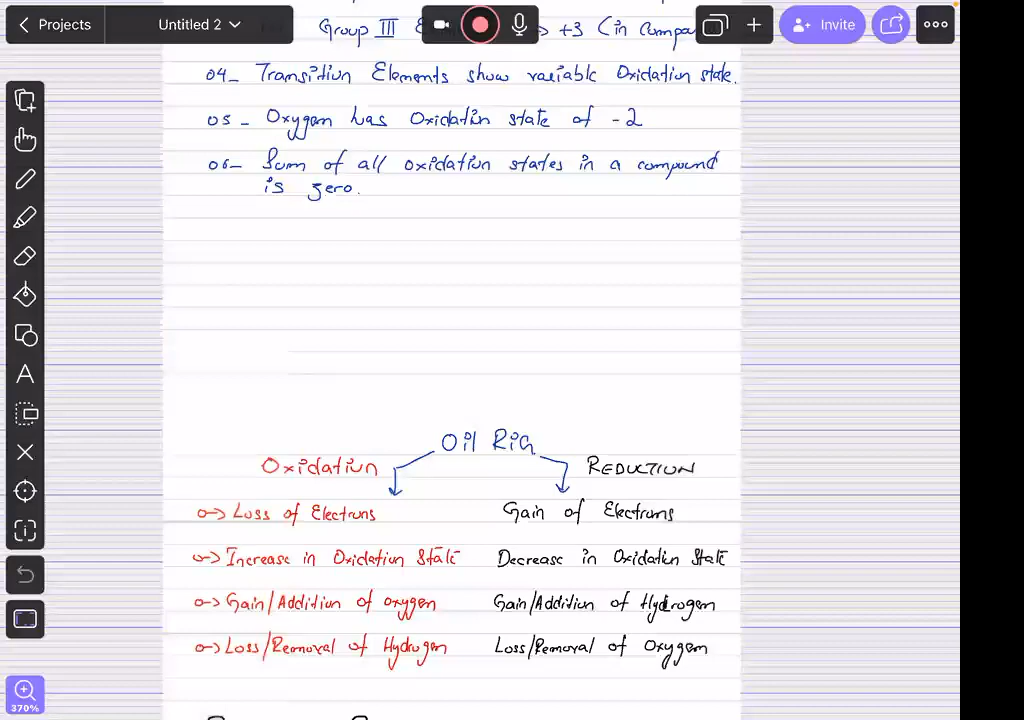 Projects
Untitled 2
Invite
Group III +3 (in
04- Transition Elements show variable Oxidation state.
05- Oxygen has Oxidation state of -2
06- Sum of all oxidation states in a compound
is zero.
Oil Rig
Oxidation REDUCTION
Loss of Electrons Gain of Electrons
Increase in Oxidation State Decrease in Oxidation State
Gain/Addition of oxygen Gain/Addition of Hydrogen
Loss/Removal of Hydrogen Loss/Removal of Oxygen
370%